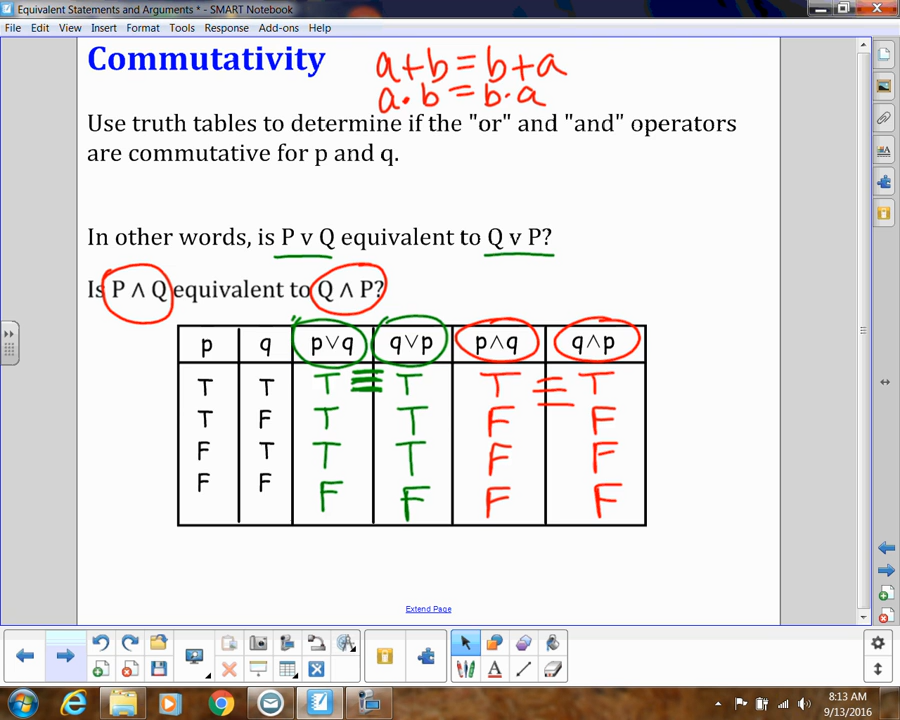 Equivalent Statements and Arguments * - SMART Notebook
File Edit View Insert Format Tools Response Add-ons Help
Commutativity
a+b=b+a
a·b=b·a
Use truth tables to determine if the "or" and "and" operators
are commutative for p and q.
In other words, is P v Q equivalent to Q v P?
Is P ∧ Q equivalent to Q ∧ P?
p q p∨q q∨p p∧q q∧p
T T T ≡ T T ≡ T
T F T T F F
F T T T F F
F F F F F F
Extend Page
8:13 AM
9/13/2016